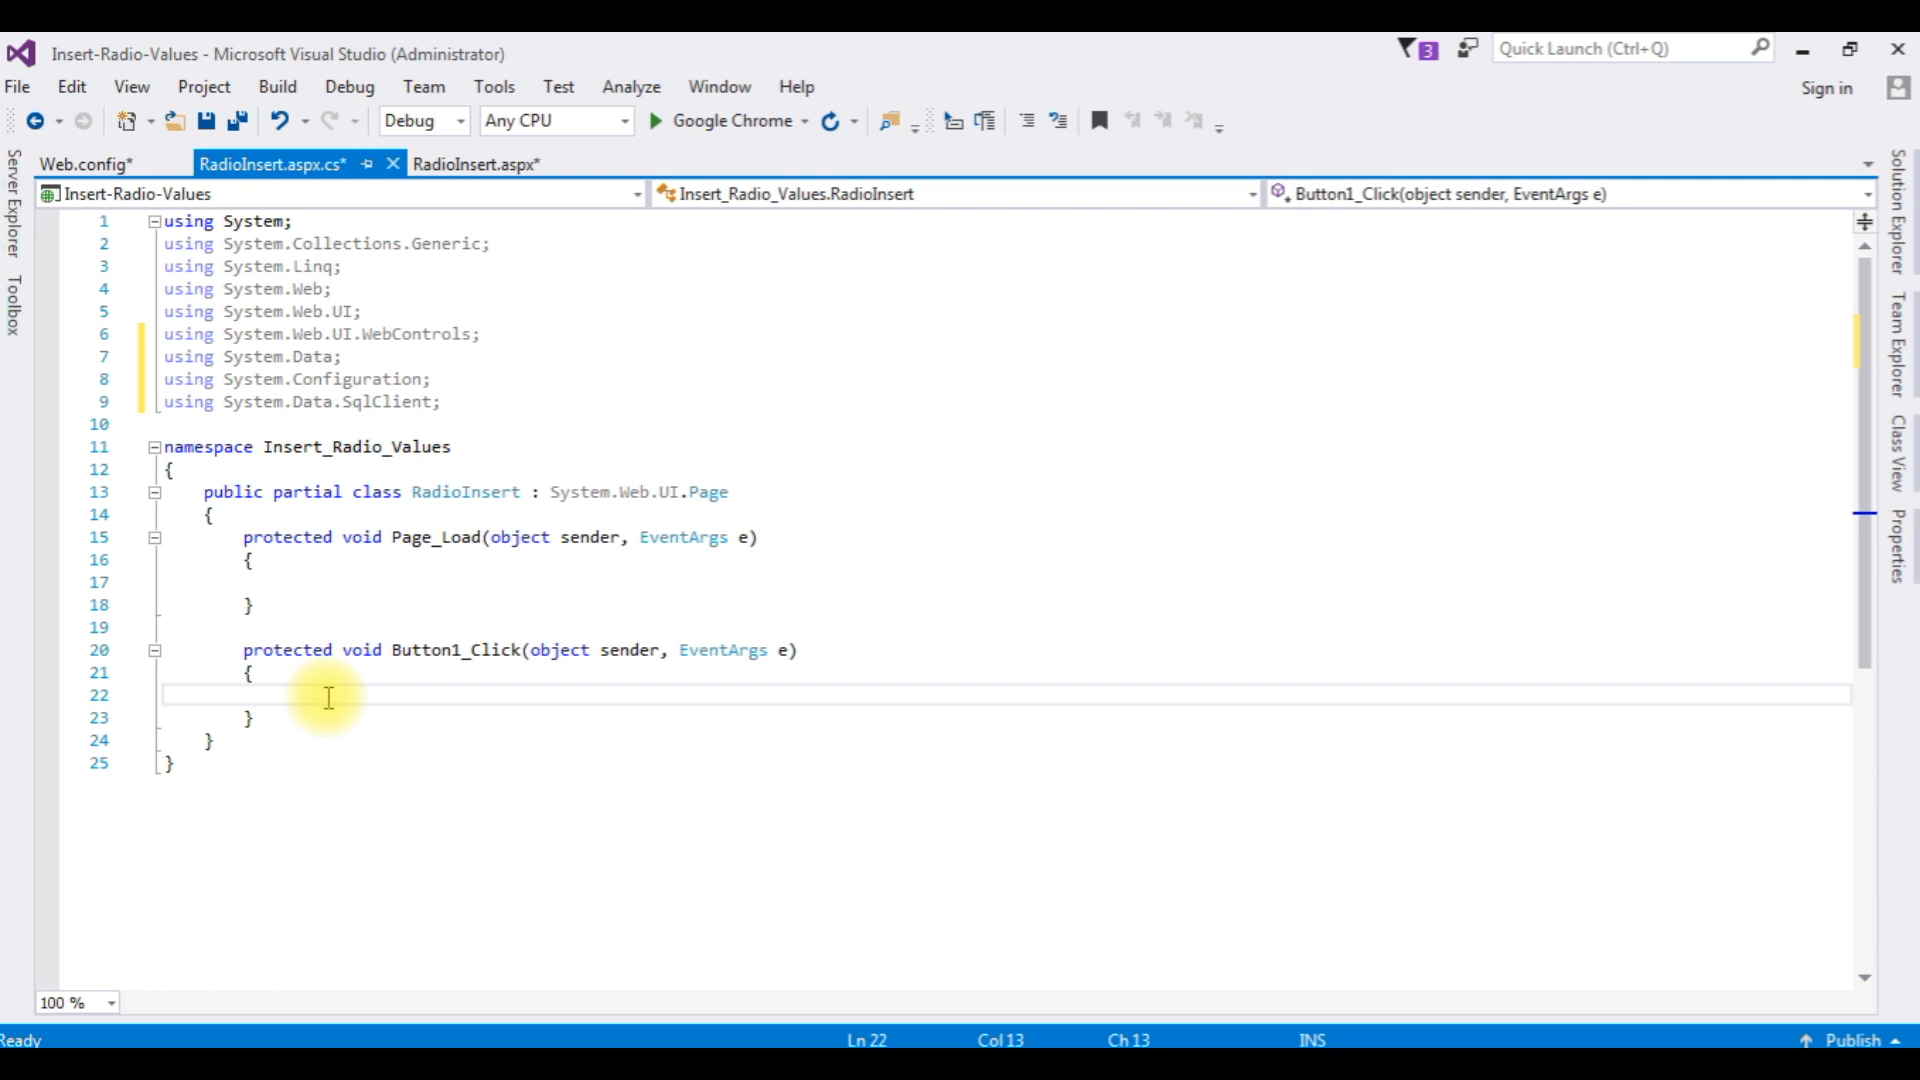 Insert-Radio-Values - Microsoft Visual Studio (Administrator)
3
Quick Launch (Ctrl+Q)
File Edit View Project Build Debug Team Tools Test Analyze Window Help
Sign in
Debug Any CPU Google Chrome
Web.config* RadioInsert.aspx.cs* RadioInsert.aspx*
Insert-Radio-Values Insert_Radio_Values.RadioInsert Button1_Click(object sender, EventArgs e)
Server Explorer
Toolbox
1 using System;
2 using System.Collections.Generic;
3 using System.Linq;
4 using System.Web;
5 using System.Web.UI;
6 using System.Web.UI.WebControls;
7 using System.Data;
8 using System.Configuration;
9 using System.Data.SqlClient;
10
11 namespace Insert_Radio_Values
12 {
13 public partial class RadioInsert : System.Web.UI.Page
14 {
15 protected void Page_Load(object sender, EventArgs e)
16 {
17
18 }
19
20 protected void Button1_Click(object sender, EventArgs e)
21 {
22
23 }
24 }
25 }
Solution Explorer
Team Explorer
Class View
Properties
100 %
Ready Ln 22 Col 13 Ch 13 INS Publish